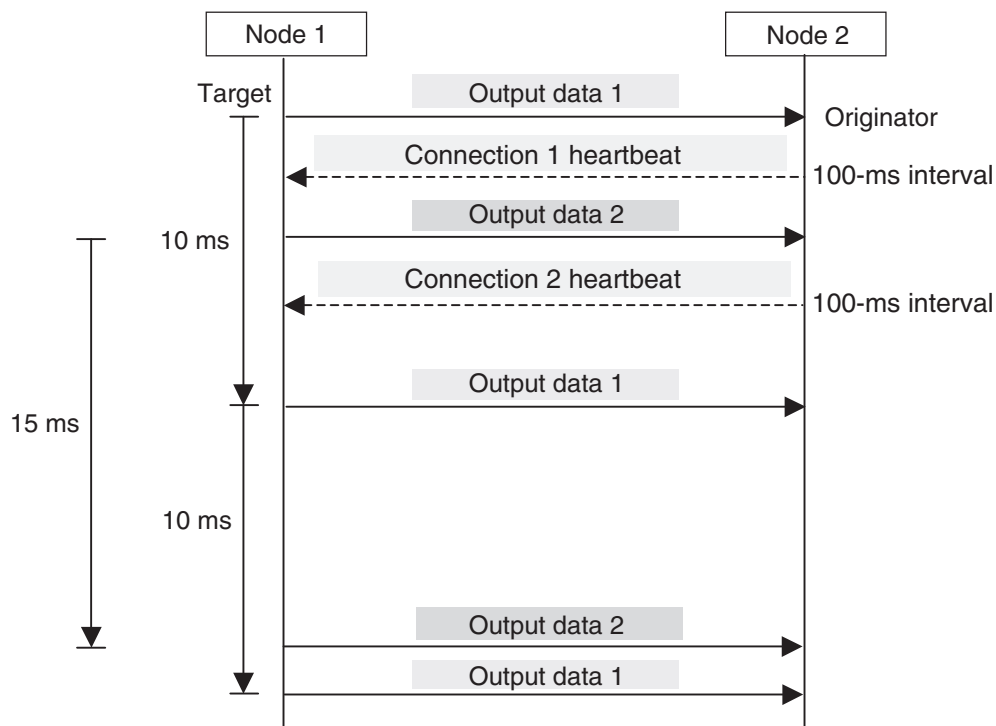 Node 1
Node 2
Target
Output data 1
Originator
Connection 1 heartbeat
100-ms interval
Output data 2
10 ms
Connection 2 heartbeat
100-ms interval
Output data 1
15 ms
10 ms
Output data 2
Output data 1